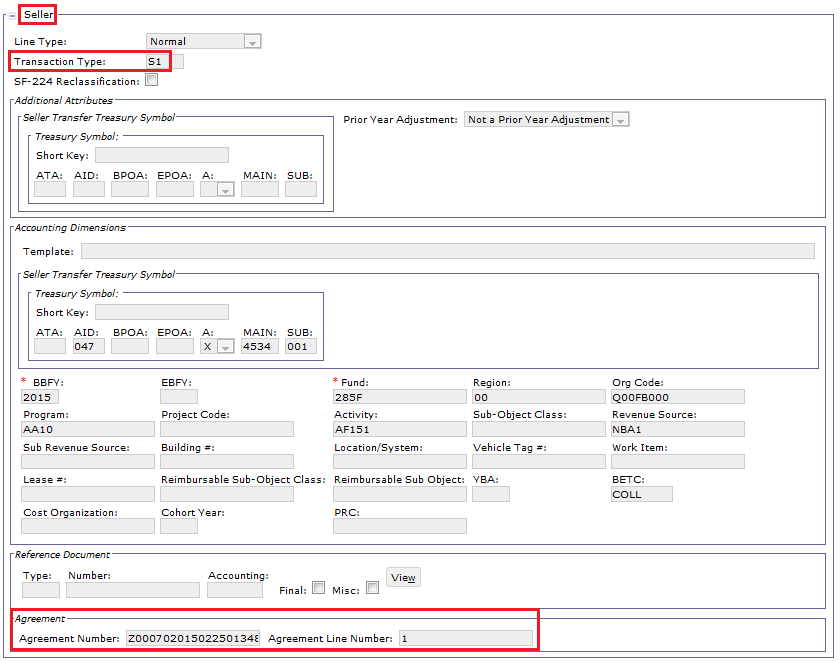 Seller
Line Type: Normal
Transaction Type: S1
SF-224 Reclassification:
Additional Attributes
Seller Transfer Treasury Symbol
Prior Year Adjustment: Not a Prior Year Adjustment
Treasury Symbol:
Short Key:
ATA: AID: BPOA: EPOA: A: MAIN: SUB:
Accounting Dimensions
Template:
Seller Transfer Treasury Symbol
Treasury Symbol:
Short Key:
ATA: AID: BPOA: EPOA: A: MAIN: SUB:
047 X 4534 001
* BBFY: EBFY: * Fund: Region: Org Code:
2015 285F 00 Q00FB000
Program: Project Code: Activity: Sub-Object Class: Revenue Source:
AA10 AF151 NBA1
Sub Revenue Source: Building #: Location/System: Vehicle Tag #: Work Item:
Lease #: Reimbursable Sub-Object Class: Reimbursable Sub Object: YBA: BETC:
COLL
Cost Organization: Cohort Year: PRC:
Reference Document
Type: Number: Accounting: Final: Misc: View
Agreement
Agreement Number: Z000702015022501348 Agreement Line Number: 1